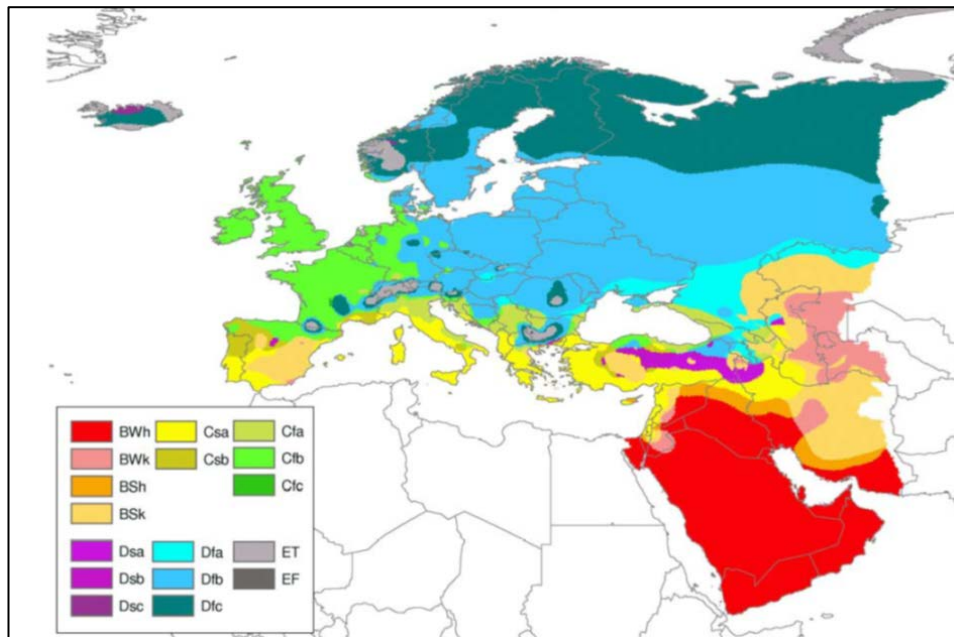 BWh Csa Cfa
BWk Csb Cfb
BSh Cfc
BSk
Dsa Dfa ET
Dsb Dfb EF
Dsc Dfc